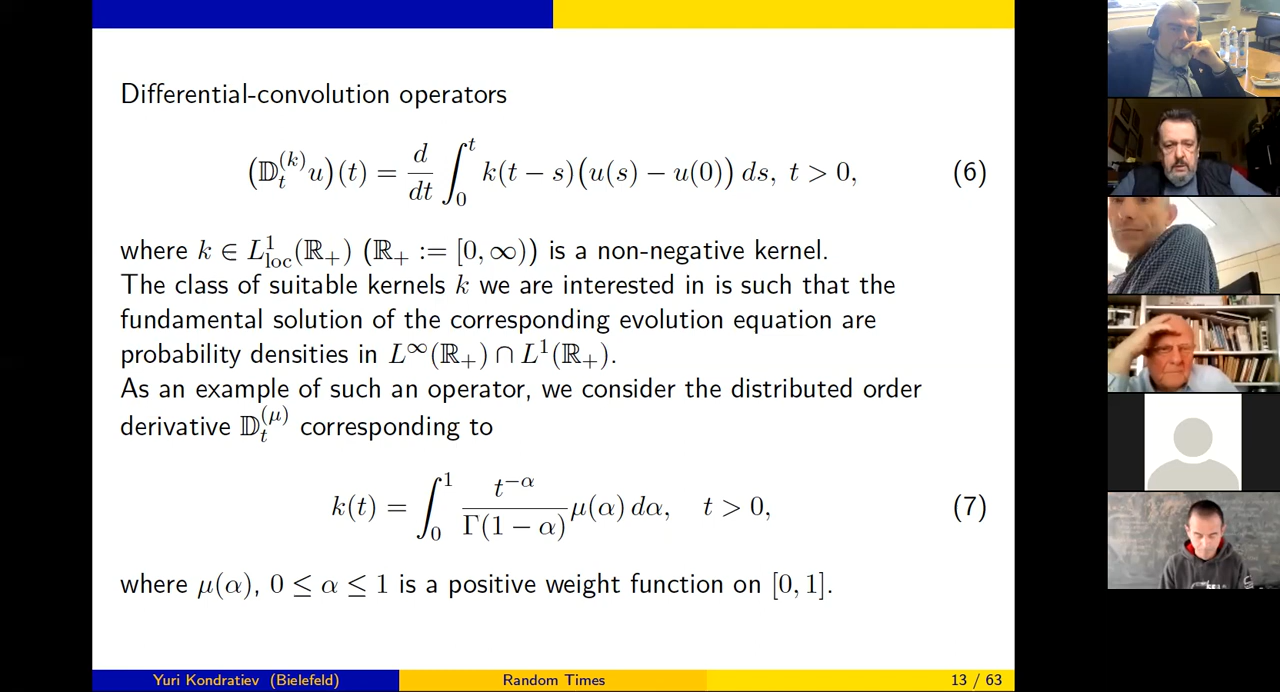 Differential-convolution operators
(𝔻_t^{(k)} u)(t) = \frac{d}{dt} ∫_0^t k(t − s)(u(s) − u(0)) ds, t > 0, (6)
where k ∈ L^1_{loc}(ℝ_+) (ℝ_+ := [0, ∞)) is a non-negative kernel.
The class of suitable kernels k we are interested in is such that the
fundamental solution of the corresponding evolution equation are
probability densities in L^∞(ℝ_+) ∩ L^1(ℝ_+).
As an example of such an operator, we consider the distributed order
derivative 𝔻_t^{(μ)} corresponding to
k(t) = ∫_0^1 \frac{t^{−α}}{Γ(1 − α)} μ(α) dα, t > 0, (7)
where μ(α), 0 ≤ α ≤ 1 is a positive weight function on [0, 1].
Yuri Kondratiev (Bielefeld) Random Times 13 / 63